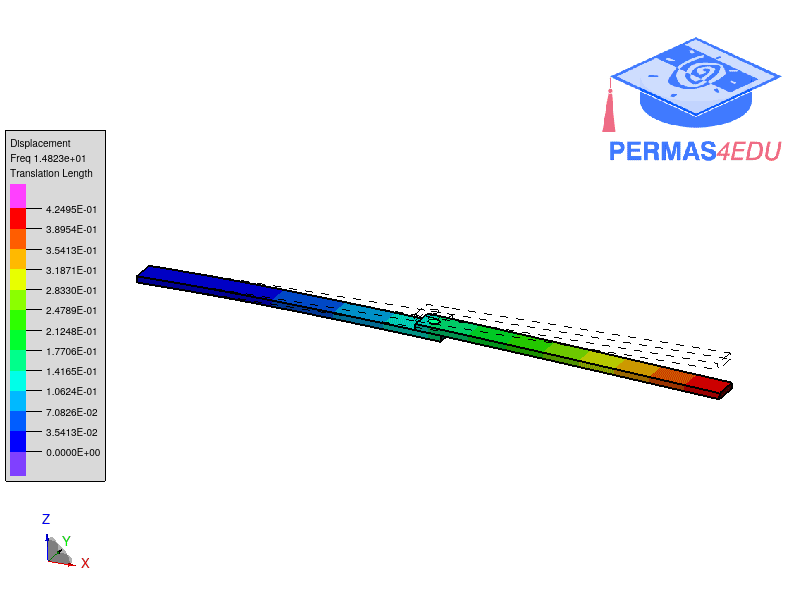 PERMAS4EDU
Displacement
Freq 1.4823e+01
Translation Length
4.2495E-01
3.8954E-01
3.5413E-01
3.1871E-01
2.8330E-01
2.4789E-01
2.1248E-01
1.7706E-01
1.4165E-01
1.0624E-01
7.0826E-02
3.5413E-02
0.0000E+00
Z
Y
X